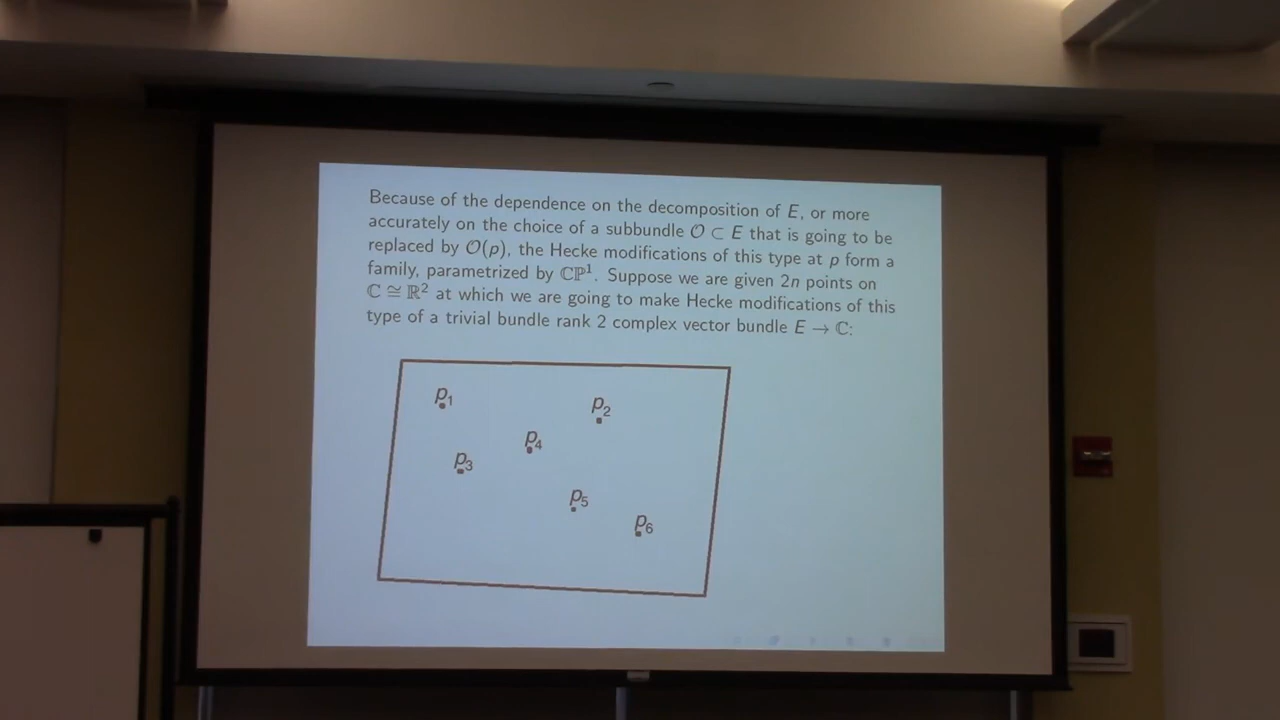 Because of the dependence on the decomposition of E, or more
accurately on the choice of a subbundle 𝒪 ⊂ E that is going to be
replaced by 𝒪(p), the Hecke modifications of this type at p form a
family, parametrized by ℂℙ¹. Suppose we are given 2n points on
ℂ ≅ ℝ² at which we are going to make Hecke modifications of this
type of a trivial bundle rank 2 complex vector bundle E → ℂ:
p₁
p₂
p₄
p₃
p₅
p₆